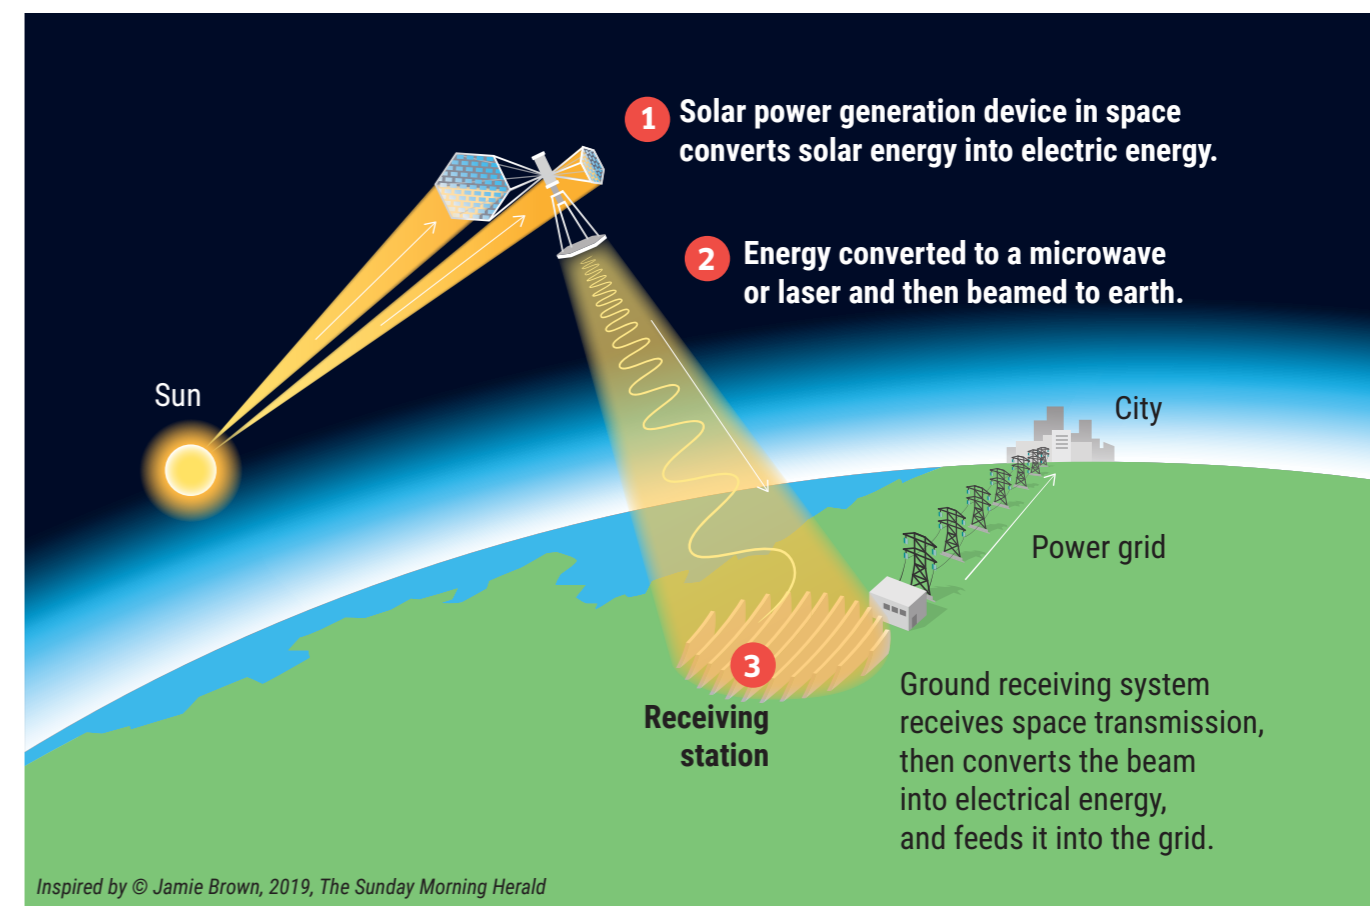 1 Solar power generation device in space
converts solar energy into electric energy.
2 Energy converted to a microwave
or laser and then beamed to earth.
Sun
City
Power grid
3
Receiving
station
Ground receiving system
receives space transmission,
then converts the beam
into electrical energy,
and feeds it into the grid.
Inspired by © Jamie Brown, 2019, The Sunday Morning Herald